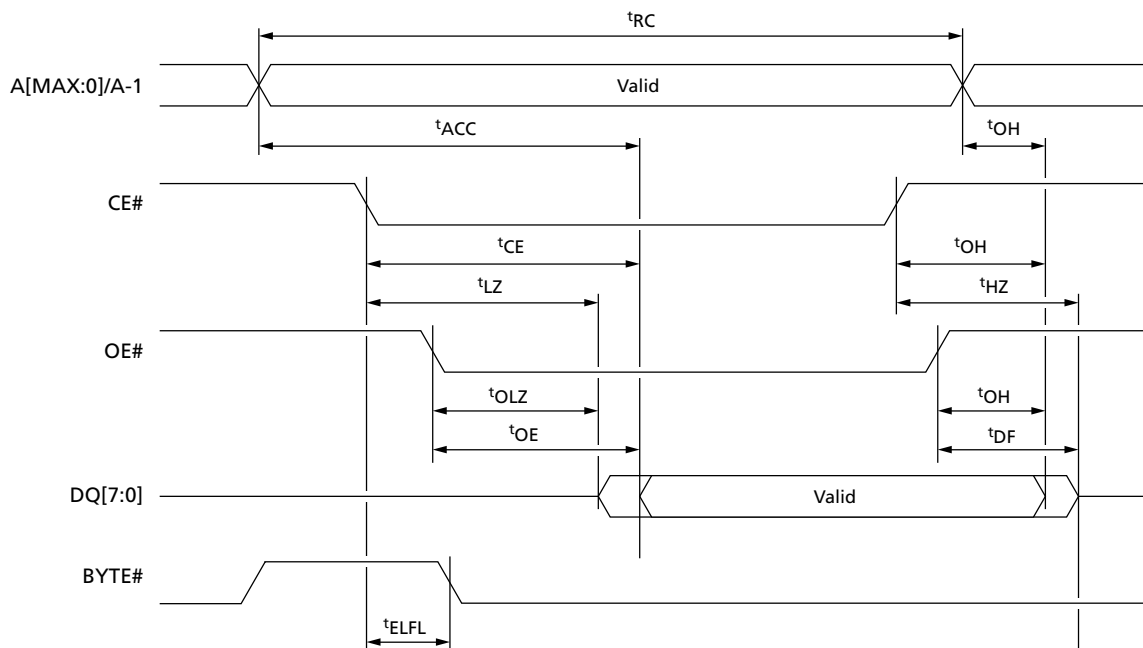 tRC
A[MAX:0]/A-1
Valid
tACC
tOH
CE#
tCE
tOH
tLZ
tHZ
OE#
tOLZ
tOH
tOE
tDF
DQ[7:0]
Valid
BYTE#
tELFL